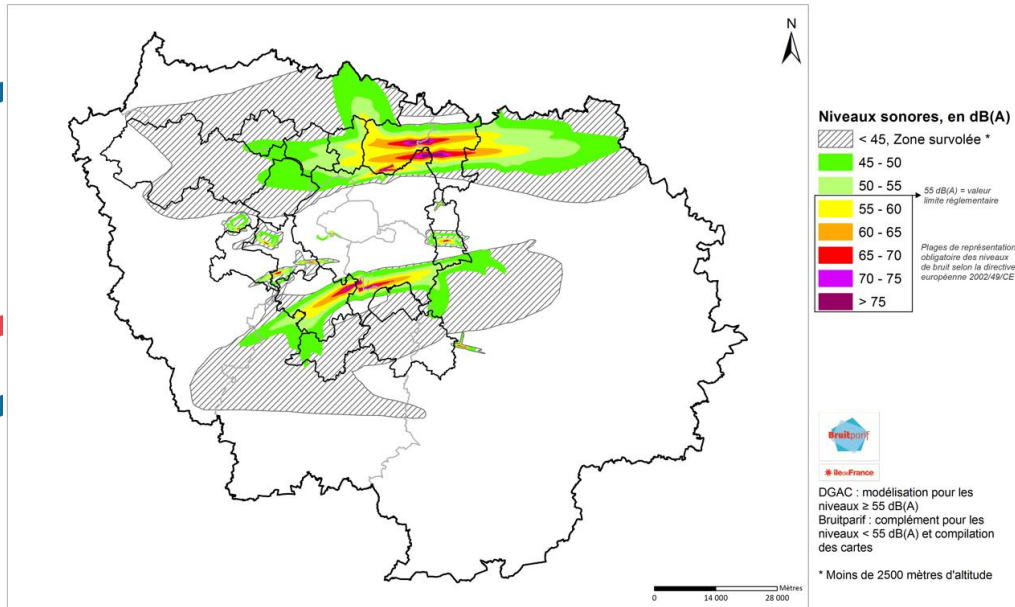 N
Niveaux sonores, en dB(A)
< 45, Zone survolée *
45 - 50
50 - 55
55 - 60
60 - 65
65 - 70
70 - 75
> 75
55 dB(A) = valeur
limite réglementaire
Plages de représentation
obligatoire des niveaux
de bruit selon la directive
européenne 2002/49/CE
Bruitparif
îledeFrance
DGAC : modélisation pour les
niveaux ≥ 55 dB(A)
Bruitparif : complément pour les
niveaux < 55 dB(A) et compilation
des cartes
* Moins de 2500 mètres d'altitude
Mètres
0 14 000 28 000